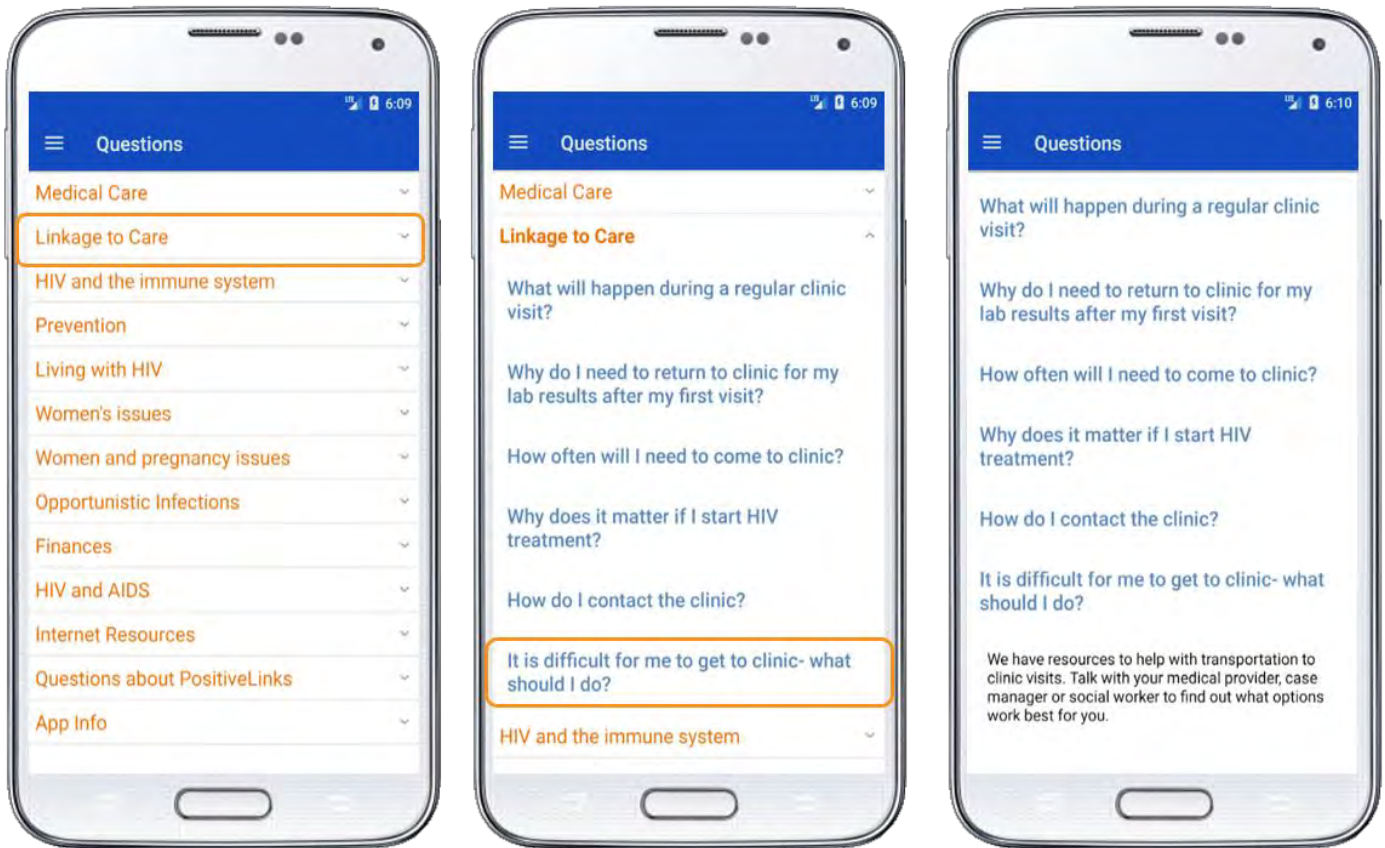 LTE 6:09
Questions
Medical Care
Linkage to Care
HIV and the immune system
Prevention
Living with HIV
Women's issues
Women and pregnancy issues
Opportunistic Infections
Finances
HIV and AIDS
Internet Resources
Questions about PositiveLinks
App Info
LTE 6:09
Questions
Medical Care
Linkage to Care
What will happen during a regular clinic
visit?
Why do I need to return to clinic for my
lab results after my first visit?
How often will I need to come to clinic?
Why does it matter if I start HIV
treatment?
How do I contact the clinic?
It is difficult for me to get to clinic- what
should I do?
HIV and the immune system
LTE 6:10
Questions
What will happen during a regular clinic
visit?
Why do I need to return to clinic for my
lab results after my first visit?
How often will I need to come to clinic?
Why does it matter if I start HIV
treatment?
How do I contact the clinic?
It is difficult for me to get to clinic- what
should I do?
We have resources to help with transportation to
clinic visits. Talk with your medical provider, case
manager or social worker to find out what options
work best for you.